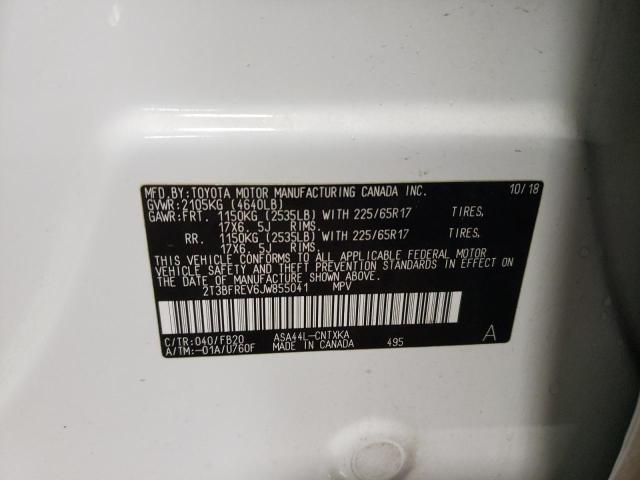 MFD.BY:TOYOTA MOTOR MANUFACTURING CANADA INC. 10/18
GVWR:2105KG (4640LB)
GAWR:FRT. 1150KG (2535LB) WITH 225/65R17 TIRES,
17X6. 5J RIMS.
RR. 1150KG (2535LB) WITH 225/65R17 TIRES,
17X6. 5J RIMS.
THIS VEHICLE CONFORMS TO ALL APPLICABLE FEDERAL MOTOR
VEHICLE SAFETY AND THEFT PREVENTION STANDARDS IN EFFECT ON
THE DATE OF MANUFACTURE SHOWN ABOVE.
2T3BFREV6JW855041 MPV
C/TR:040/FB20 ASA44L-CNTXKA
A/TM:-01A/U760F MADE IN CANADA 495 A